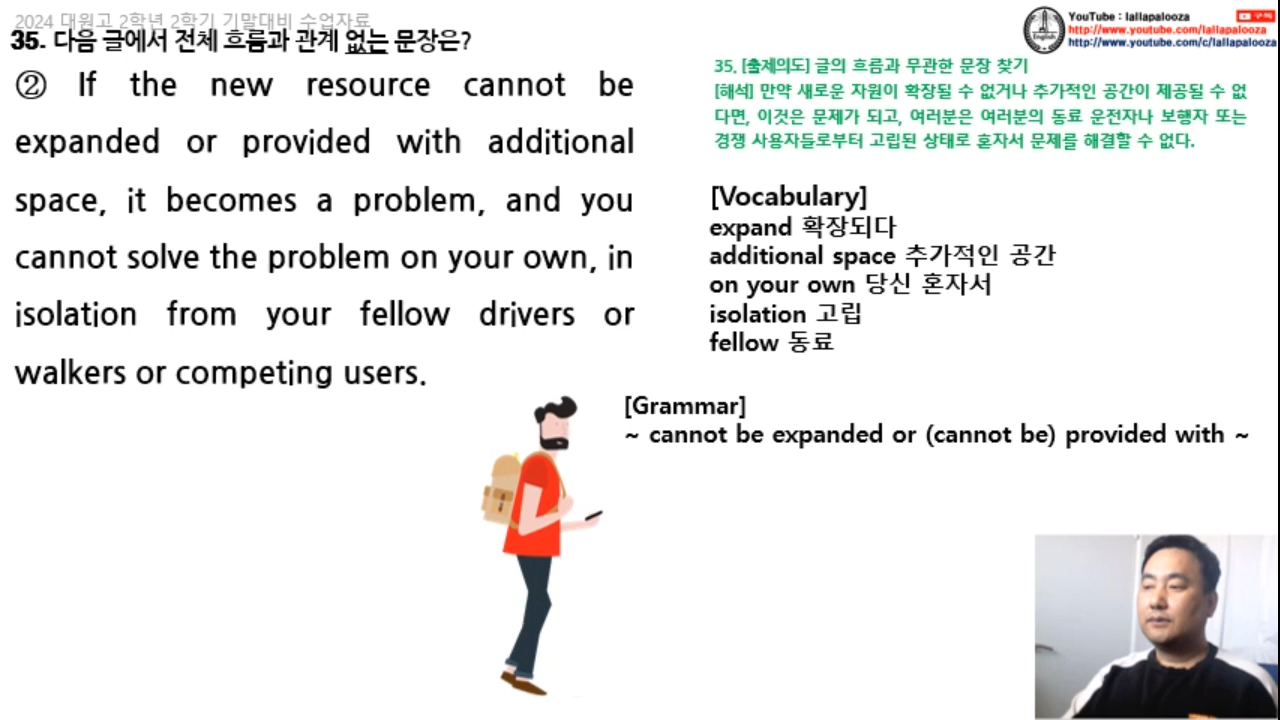 2024 대원고 2학년 2학기 기말대비 수업자료
35. 다음 글에서 전체 흐름과 관계 없는 문장은?
② If the new resource cannot be
expanded or provided with additional
space, it becomes a problem, and you
cannot solve the problem on your own, in
isolation from your fellow drivers or
walkers or competing users.
YouTube : lallapalooza
http://www.youtube.com/lallapalooza
http://www.youtube.com/c/lallapalooza
35. [출제의도] 글의 흐름과 무관한 문장 찾기
[해석] 만약 새로운 자원이 확장될 수 없거나 추가적인 공간이 제공될 수 없
다면, 이것은 문제가 되고, 여러분은 여러분의 동료 운전자나 보행자 또는
경쟁 사용자들로부터 고립된 상태로 혼자서 문제를 해결할 수 없다.
[Vocabulary]
expand 확장되다
additional space 추가적인 공간
on your own 당신 혼자서
isolation 고립
fellow 동료
[Grammar]
~ cannot be expanded or (cannot be) provided with ~